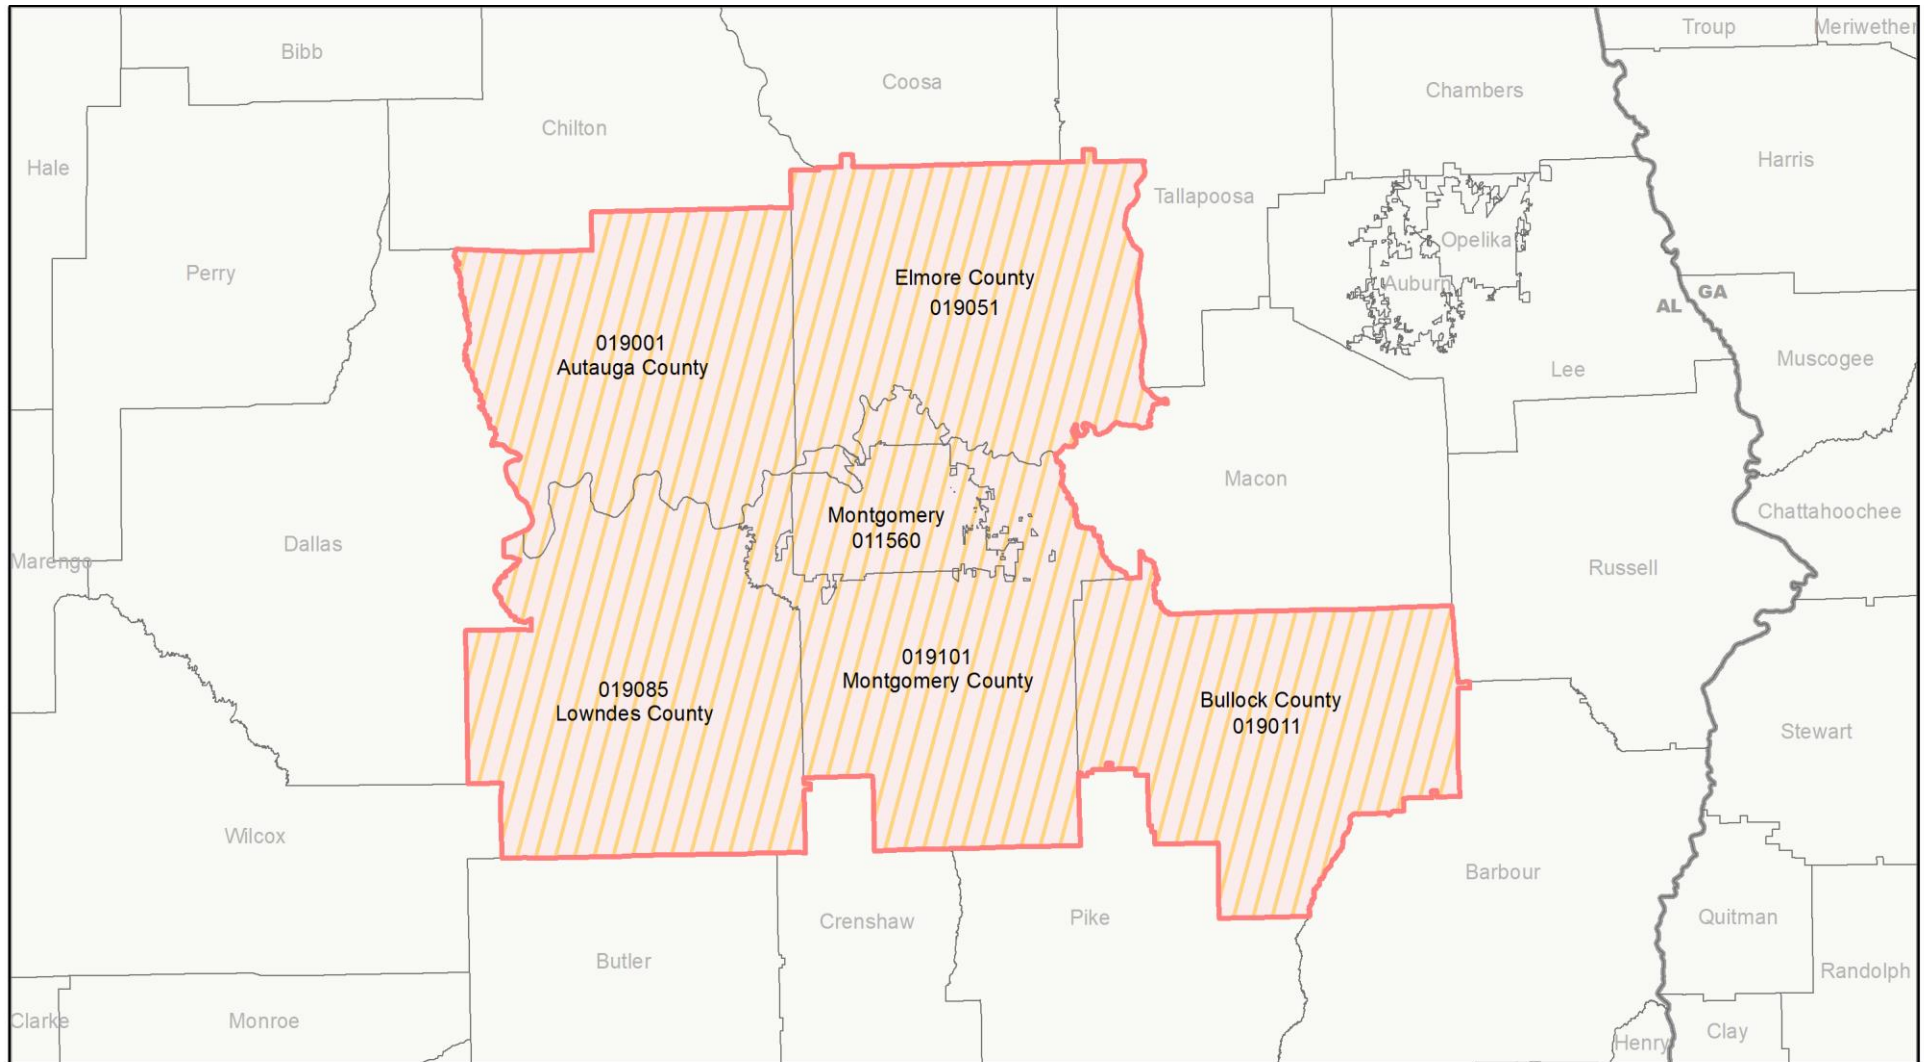 Troup
Meriwether
Bibb
Coosa
Chambers
Chilton
Harris
Hale
Tallapoosa
Opelika
Perry
Elmore County
019051
Auburn
GA
AL
019001
Autauga County
Muscogee
Lee
Macon
Chattahoochee
Montgomery
011560
Dallas
Marengo
Russell
019101
Montgomery County
019085
Lowndes County
Bullock County
019011
Stewart
Wilcox
Barbour
Crenshaw
Pike
Quitman
Butler
Randolph
Clarke
Monroe
Clay
Henry